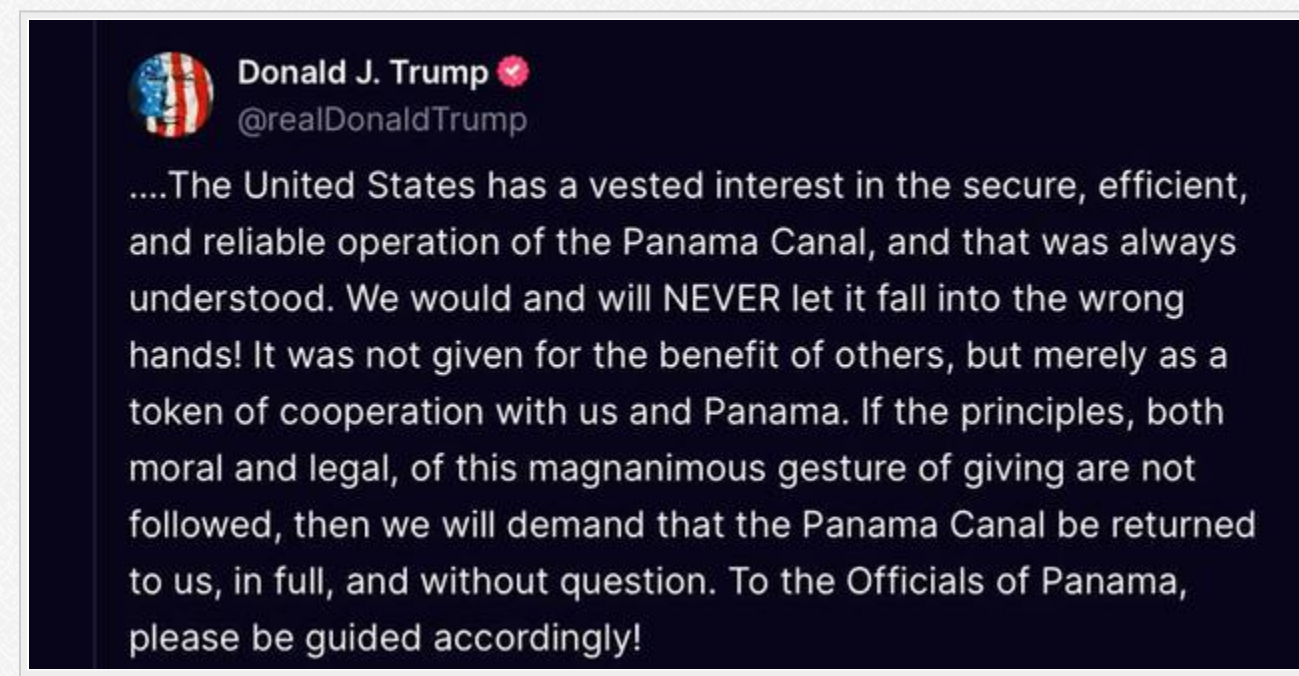 Donald J. Trump
@realDonaldTrump
....The United States has a vested interest in the secure, efficient,
and reliable operation of the Panama Canal, and that was always
understood. We would and will NEVER let it fall into the wrong
hands! It was not given for the benefit of others, but merely as a
token of cooperation with us and Panama. If the principles, both
moral and legal, of this magnanimous gesture of giving are not
followed, then we will demand that the Panama Canal be returned
to us, in full, and without question. To the Officials of Panama,
please be guided accordingly!